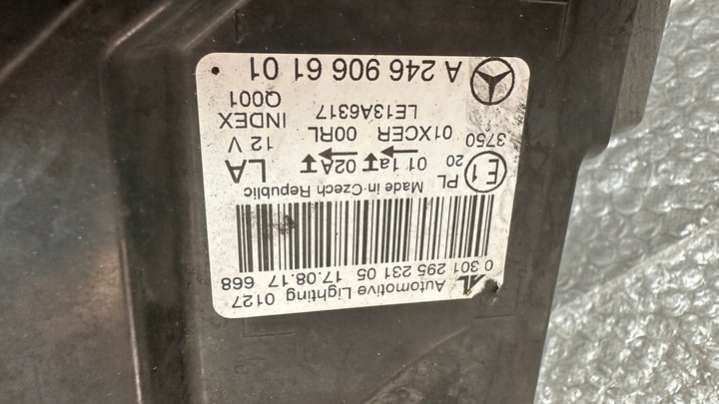 AL Automotive Lighting 0127
0 301 295 231 05 17.08.17 668
Made in Czech Republic
E1 PL 20 01 1a 02A LA
3750 01XCER 00RL 12 V
LE13A6317 INDEX Q001
A 246 906 61 01